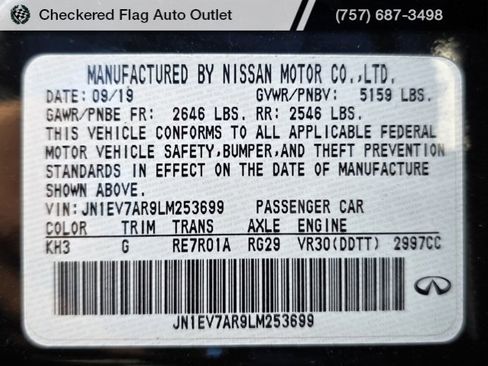 Checkered Flag Auto Outlet (757) 687-3498
MANUFACTURED BY NISSAN MOTOR CO.,LTD.
DATE: 09/19 GVWR/PNBV: 5159 LBS.
GAWR/PNBE FR: 2646 LBS. RR: 2546 LBS.
THIS VEHICLE CONFORMS TO ALL APPLICABLE FEDERAL
MOTOR VEHICLE SAFETY,BUMPER,AND THEFT PREVENTION
STANDARDS IN EFFECT ON THE DATE OF MANUFACTURE
SHOWN ABOVE.
VIN: JN1EV7AR9LM253699 PASSENGER CAR
COLOR TRIM TRANS AXLE ENGINE
KH3 G RE7R01A RG29 VR30(DDTT) 2997CC
JN1EV7AR9LM253699
INFINITI